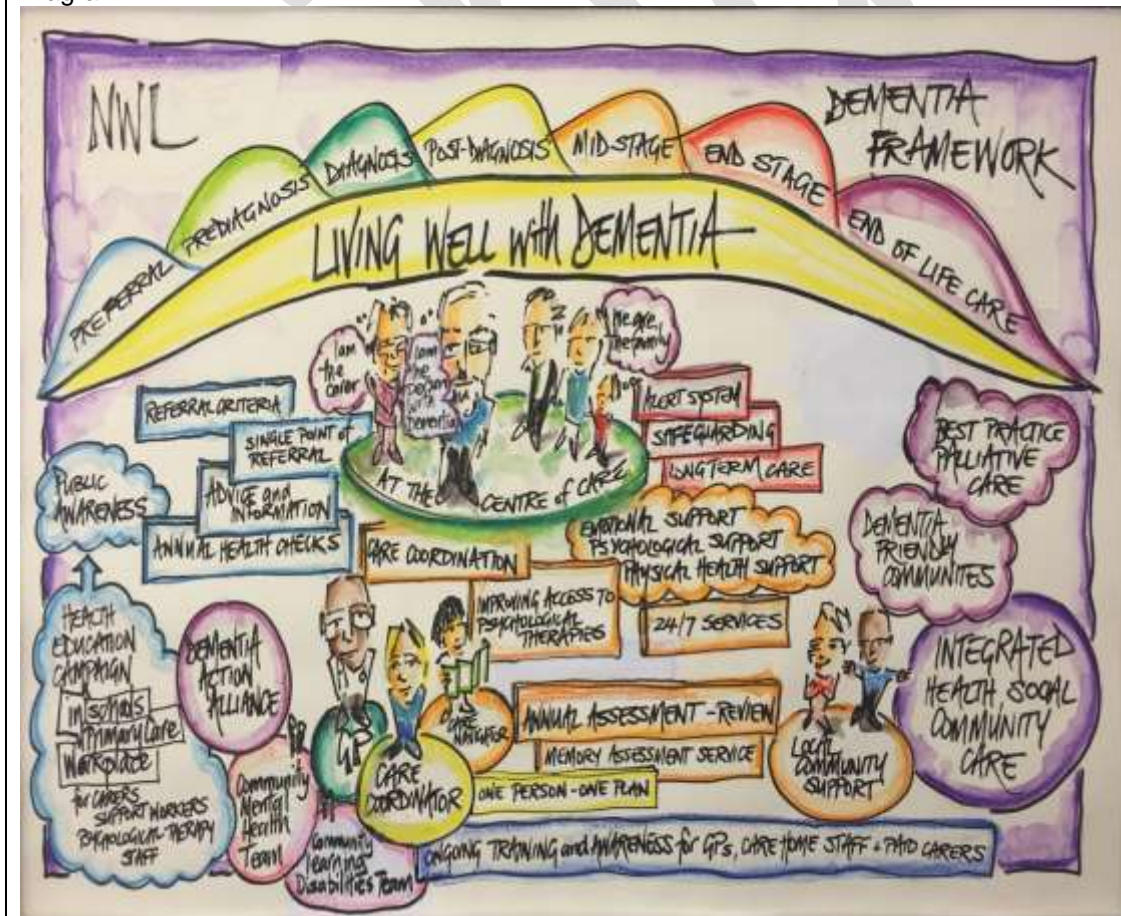 NWL
DEMENTIA
FRAMEWORK
PREFERRAL
PREDIAGNOSIS
DIAGNOSIS
POST-DIAGNOSIS
MID-STAGE
END STAGE
END OF LIFE CARE
LIVING WELL with DEMENTIA
I am
the
carer
I am
the
person
with
Dementia
We are
the family
AT THE CENTRE of CARE
REFERRAL CRITERIA
SINGLE POINT of
REFERRAL
ADVICE and
INFORMATION
ANNUAL HEALTH CHECKS
ALERT SYSTEM
SAFEGUARDING
LONG TERM CARE
PUBLIC
AWARENESS
BEST PRACTICE
PALLIATIVE
CARE
EMOTIONAL SUPPORT
PSYCHOLOGICAL SUPPORT
PHYSICAL HEALTH SUPPORT
DEMENTIA
FRIENDLY
COMMUNITES
CARE COORDINATION
IMPROVING ACCESS TO
PSYCHOLOGICAL
THERAPIES
24/7 SERVICES
HEALTH
EDUCATION
CAMPAIGN
in schools
Primary Care
Workplace
for CARERS
SUPPORT WORKERS
PSYCHOLOGICAL THERAPY
STAFF
DEMENTIA
ACTION
ALLIANCE
GP
CARE
COORDINATOR
CARE
NAVIGATOR
ANNUAL ASSESSMENT - REVIEW
MEMORY ASSESSMENT SERVICE
ONE PERSON - ONE PLAN
LOCAL
COMMUNITY
SUPPORT
INTEGRATED
HEALTH SOCIAL
COMMUNITY
CARE
Community
Mental
Health
Team
Community
Learning
Disabilities Team
ONGOING TRAINING and AWARENESS for GPs, CARE HOME STAFF + PAID CARERS